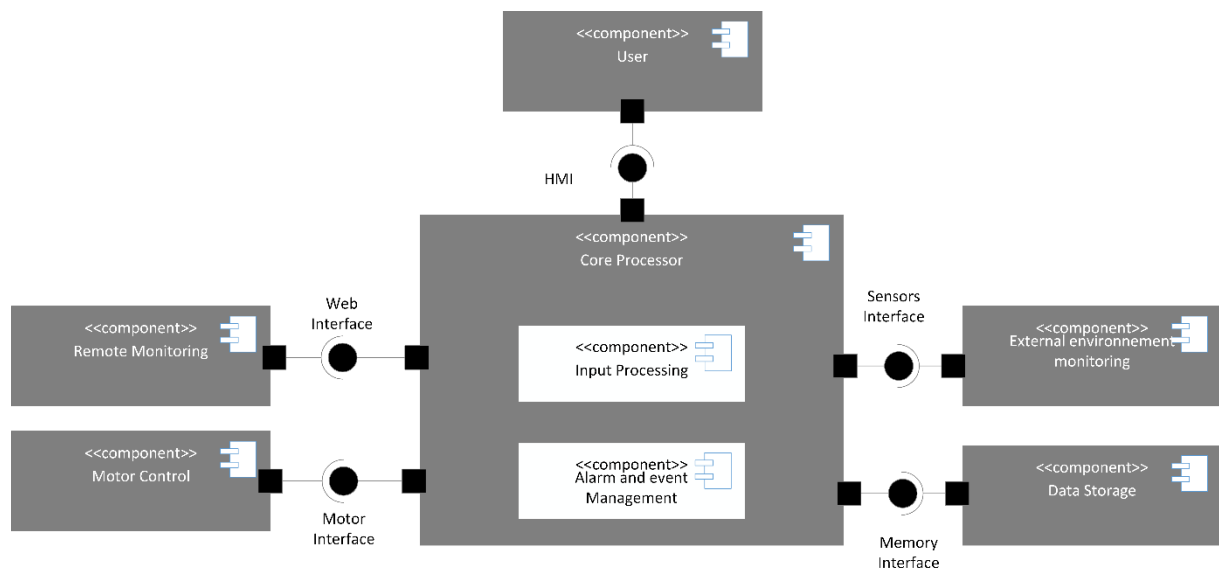 <<component>>
User
HMI
<<component>>
Core Processor
Web
Interface
Sensors
Interface
<<component>>
Remote Monitoring
<<component>>
Input Processing
<<component>>
External environnement
monitoring
<<component>>
Motor Control
<<component>>
Alarm and event
Management
<<component>>
Data Storage
Motor
Interface
Memory
Interface